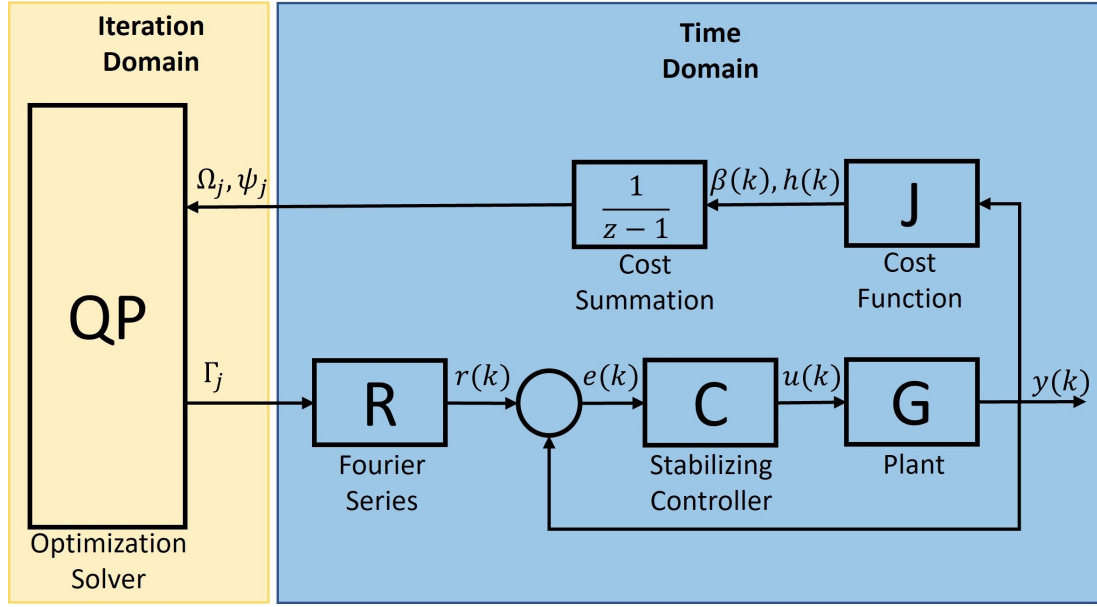 Iteration
Domain
Time
Domain
Ω_j, ψ_j
1
z − 1
β(k), h(k)
J
Cost
Summation
Cost
Function
QP
Γ_j
R
r(k)
e(k)
C
u(k)
G
y(k)
Fourier
Series
Stabilizing
Controller
Plant
Optimization
Solver